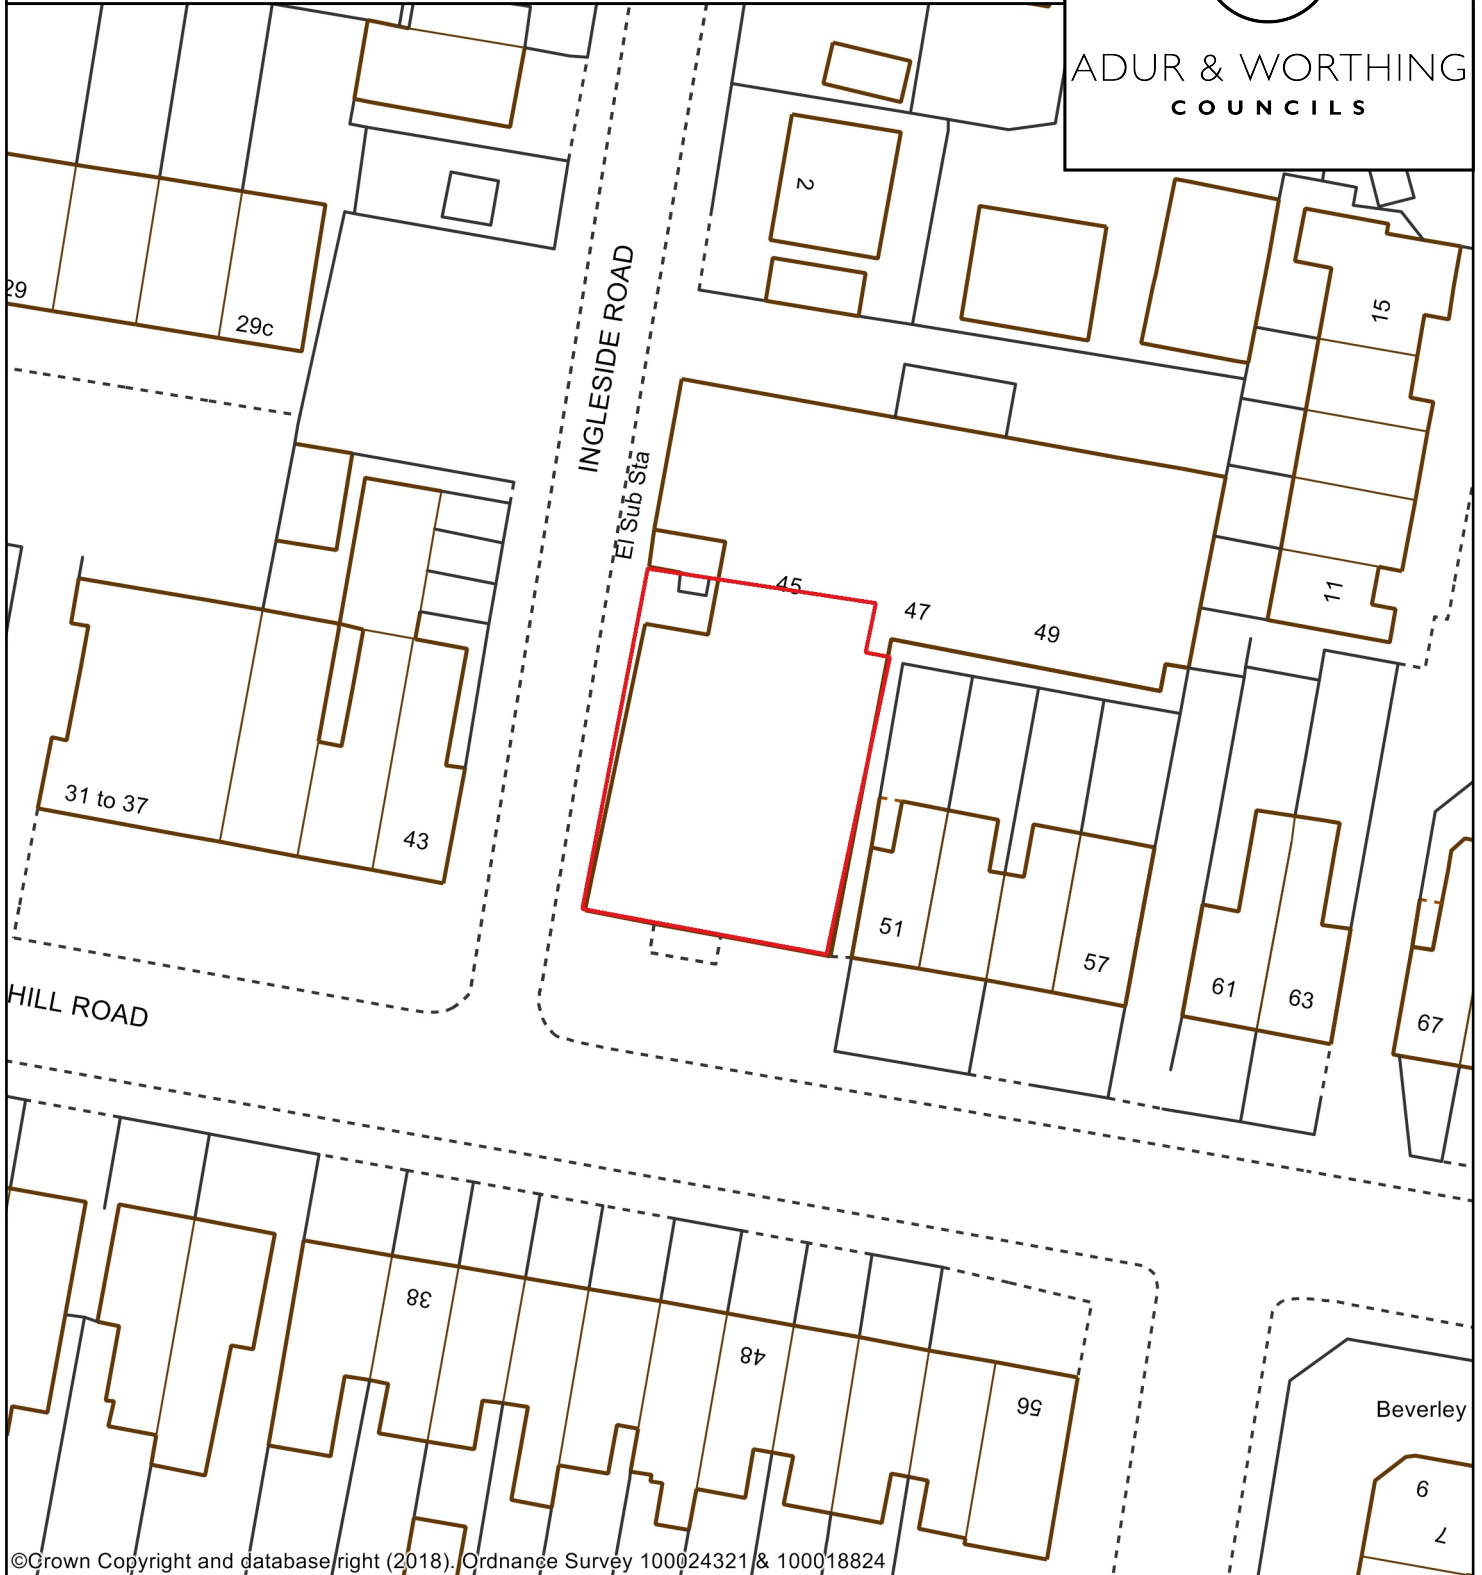 ADUR & WORTHING
COUNCILS
2
15
29
29c
INGLESIDE ROAD
El Sub Sta
45
47
49
11
31 to 37
43
51
57
61
63
67
HILL ROAD
38
48
56
Beverley
9
7
©Crown Copyright and database right (2018). Ordnance Survey 100024321 & 100018824